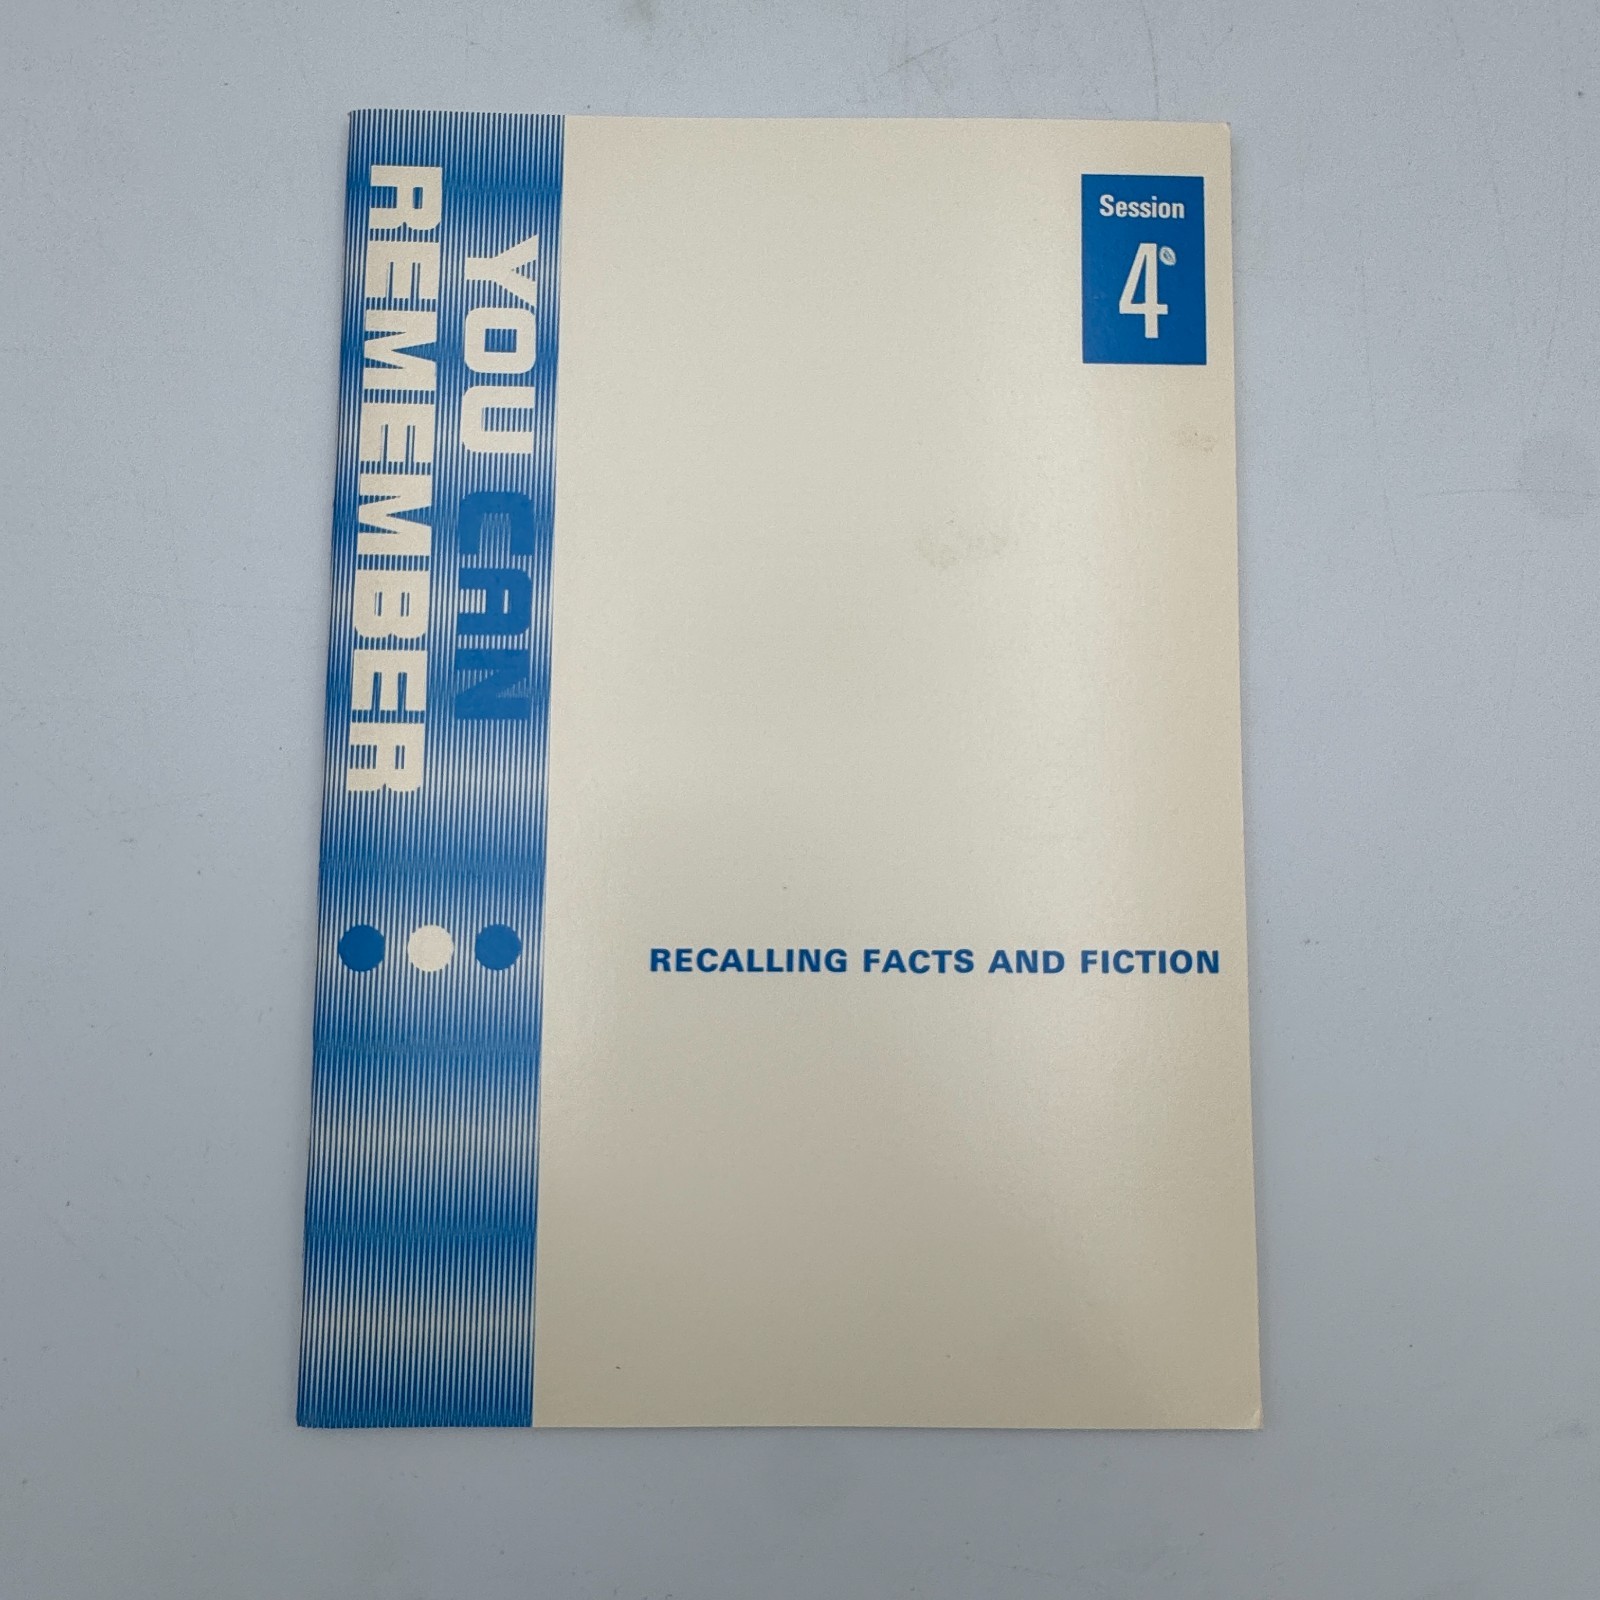 YOU CAN
REMEMBER
Session
4
RECALLING FACTS AND FICTION